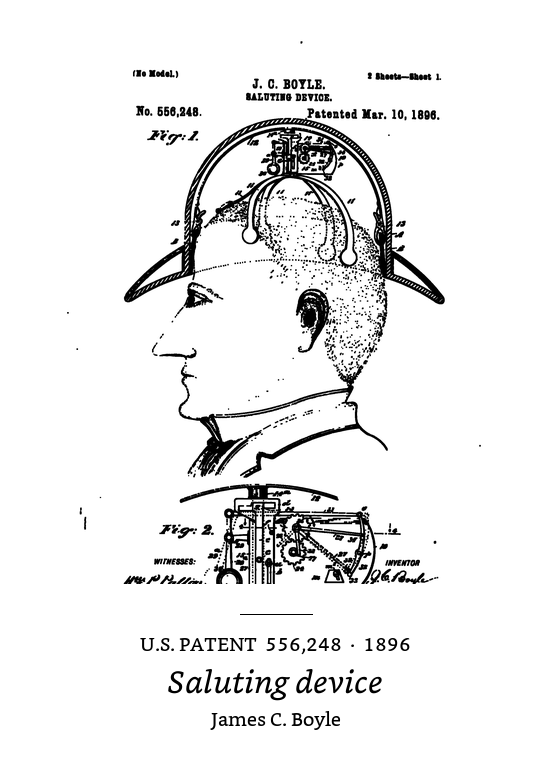 (No Model.)
2 Sheets—Sheet 1.
J. C. BOYLE.
SALUTING DEVICE.
No. 556,248.
Patented Mar. 10, 1896.
Fig: 1.
Fig: 2.
WITNESSES:
INVENTOR
J. C. Boyle
U.S. PATENT 556,248 · 1896
Saluting device
James C. Boyle